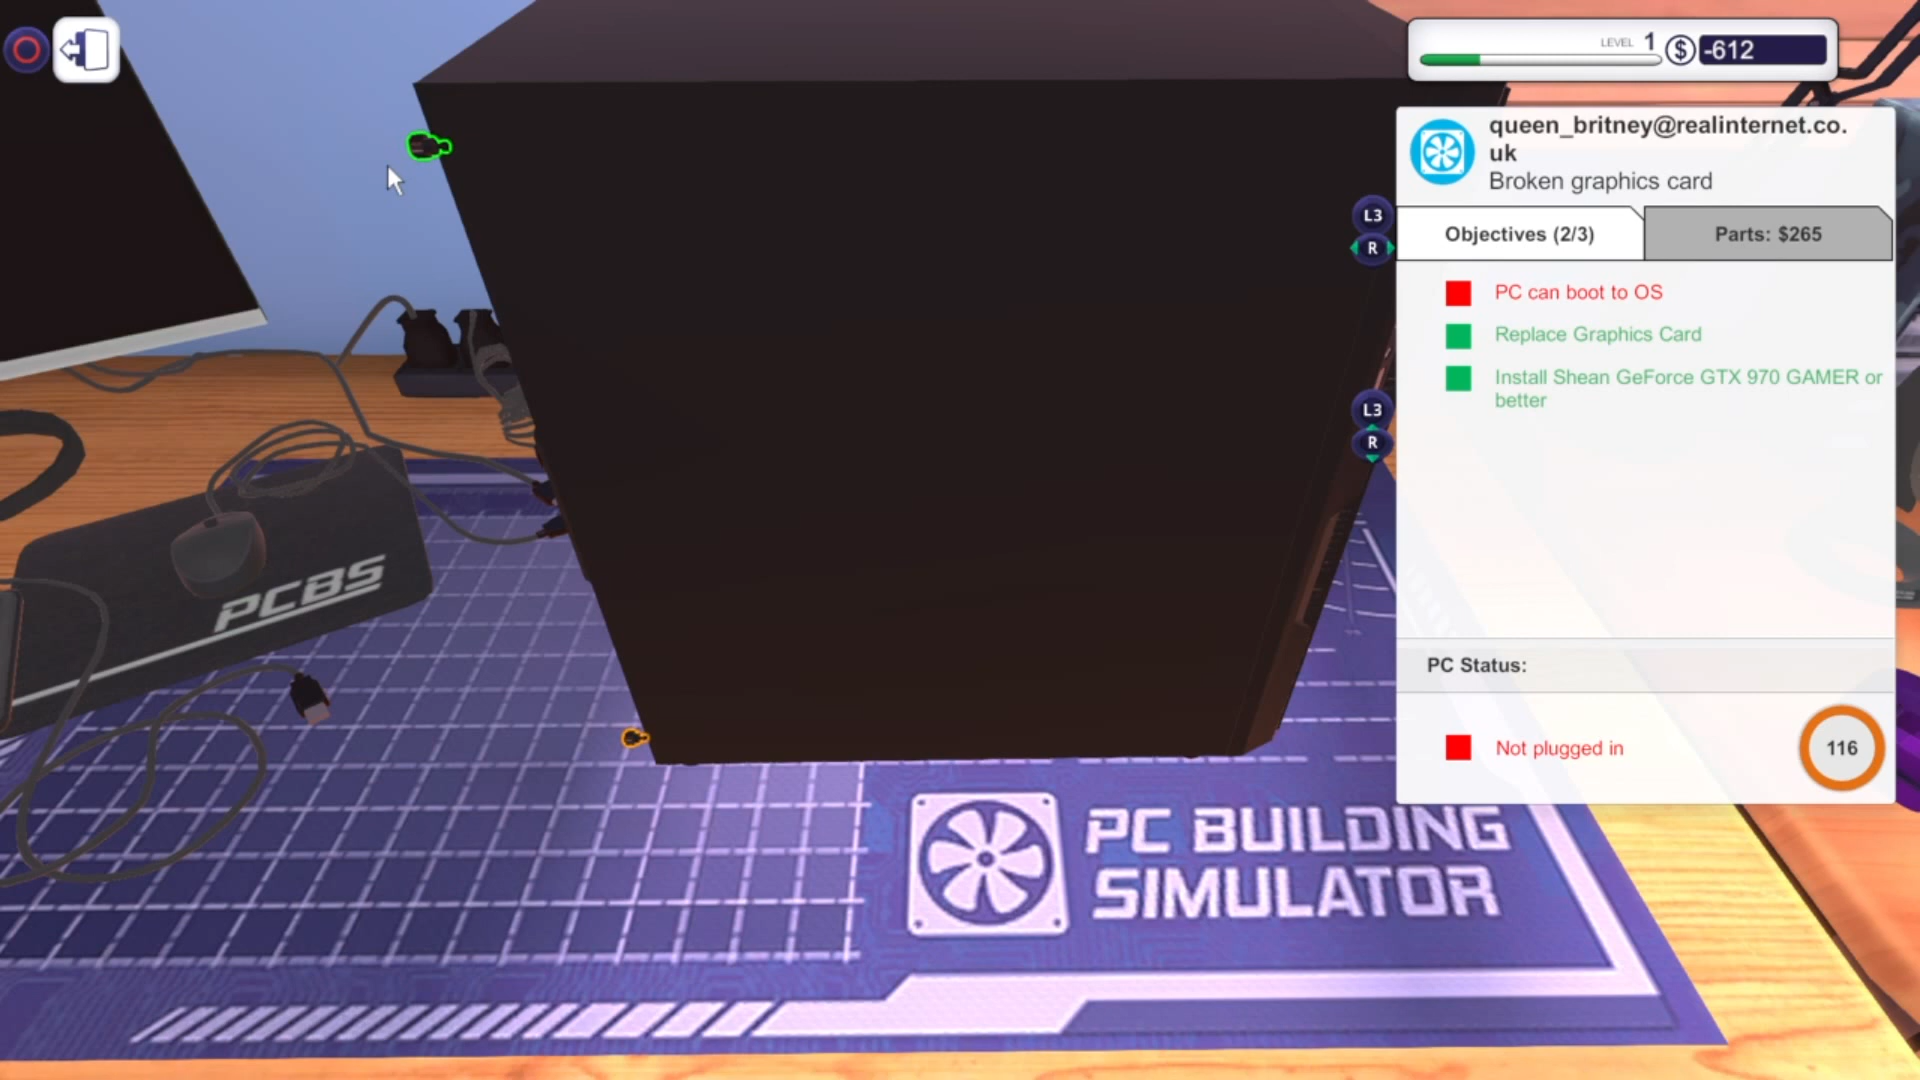 LEVEL 1 $ -612
queen_britney@realinternet.co.
uk
Broken graphics card
L3
R
Objectives (2/3) Parts: $265
PC can boot to OS
Replace Graphics Card
Install Shean GeForce GTX 970 GAMER or
better
L3
R
PCBS
PC Status:
Not plugged in 116
PC BUILDING
SIMULATOR